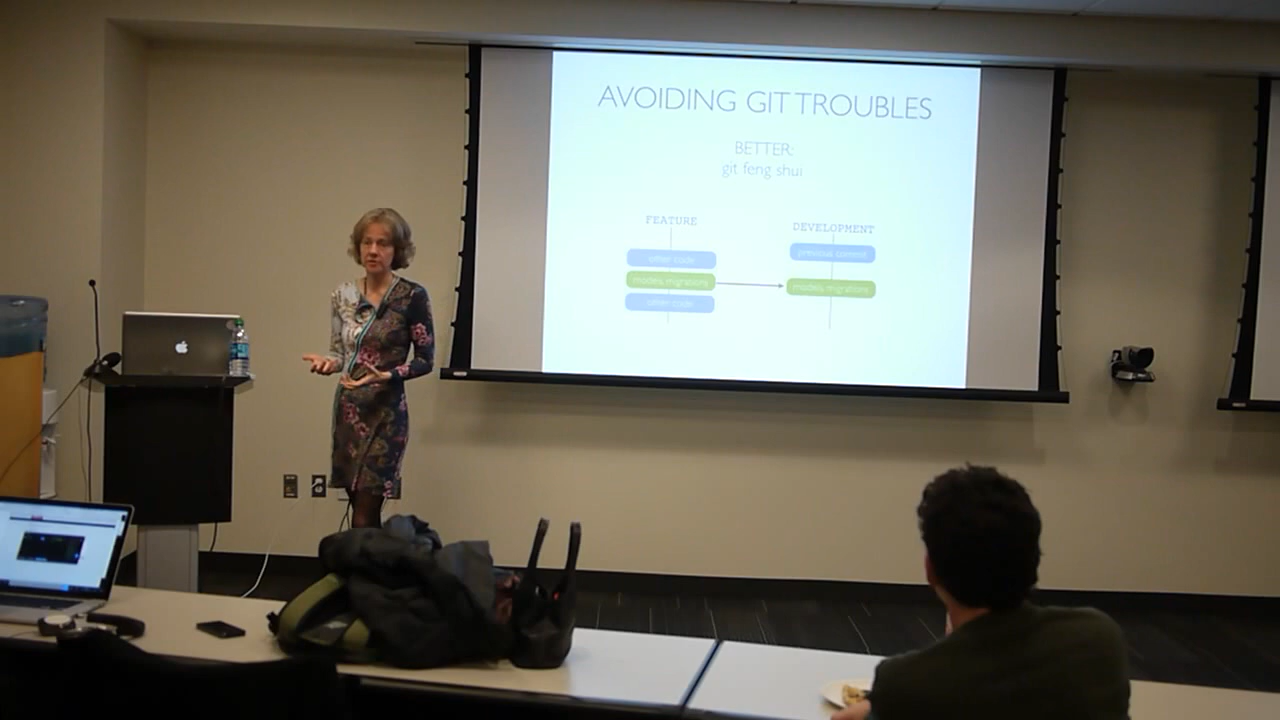 AVOIDING GIT TROUBLES
BETTER:
git feng shui
FEATURE
DEVELOPMENT
other code
previous commit
models, migrations
models, migrations
other code